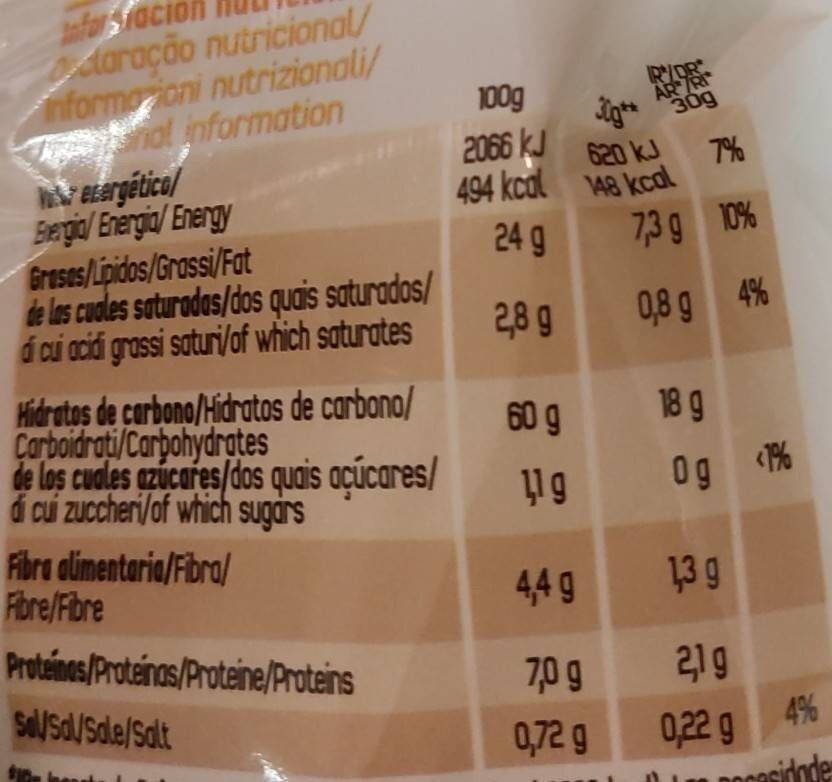 Información
Declaração nutricional/
Informazioni nutrizionali/
information
100g 30g** IR*/DR* AR*/RI* 30g
Valor energético/ 2066 kJ 620 kJ 7%
Energia/ Energia/ Energy 494 kcal 148 kcal
Grasas/Lípidos/Grassi/Fat 24 g 7,3 g 10%
de las cuales saturadas/dos quais saturados/
di cui acidi grassi saturi/of which saturates 2,8 g 0,8 g 4%
Hidratos de carbono/Hidratos de carbono/
Carboidrati/Carbohydrates 60 g 18 g
de los cuales azúcares/dos quais açúcares/
di cui zuccheri/of which sugars 1,1 g 0 g <1%
Fibra alimentaria/Fibra/
Fibre/Fibre 4,4 g 1,3 g
Proteínas/Proteínas/Proteine/Proteins 7,0 g 2,1 g
Sal/Sal/Sale/Salt 0,72 g 0,22 g 4%